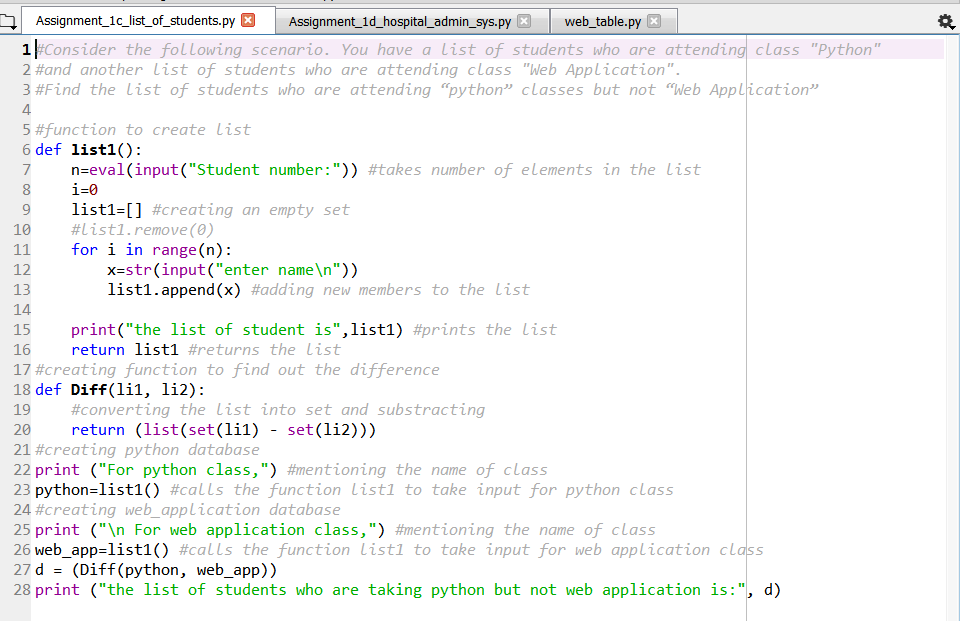 Assignment_1c_list_of_students.py Assignment_1d_hospital_admin_sys.py web_table.py
1 #Consider the following scenario. You have a list of students who are attending class "Python"
2 #and another list of students who are attending class "Web Application".
3 #Find the list of students who are attending “python” classes but not “Web Application”
4
5 #function to create list
6 def list1():
7     n=eval(input("Student number:")) #takes number of elements in the list
8     i=0
9     list1=[] #creating an empty set
10     #list1.remove(0)
11     for i in range(n):
12         x=str(input("enter name\n"))
13         list1.append(x) #adding new members to the list
14
15     print("the list of student is",list1) #prints the list
16     return list1 #returns the list
17 #creating function to find out the difference
18 def Diff(li1, li2):
19     #converting the list into set and substracting
20     return (list(set(li1) - set(li2)))
21 #creating python database
22 print ("For python class,") #mentioning the name of class
23 python=list1() #calls the function list1 to take input for python class
24 #creating web_application database
25 print ("\n For web application class,") #mentioning the name of class
26 web_app=list1() #calls the function list1 to take input for web application class
27 d = (Diff(python, web_app))
28 print ("the list of students who are taking python but not web application is:", d)